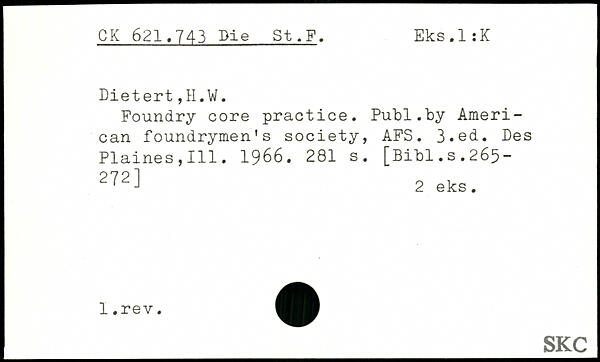 CK 621.743 Die St.F. Eks.1:K
Dietert,H.W.
Foundry core practice. Publ.by Ameri-
can foundrymen's society, AFS. 3.ed. Des
Plaines,Ill. 1966. 281 s. [Bibl.s.265-
272]
2 eks.
1.rev.
SKC